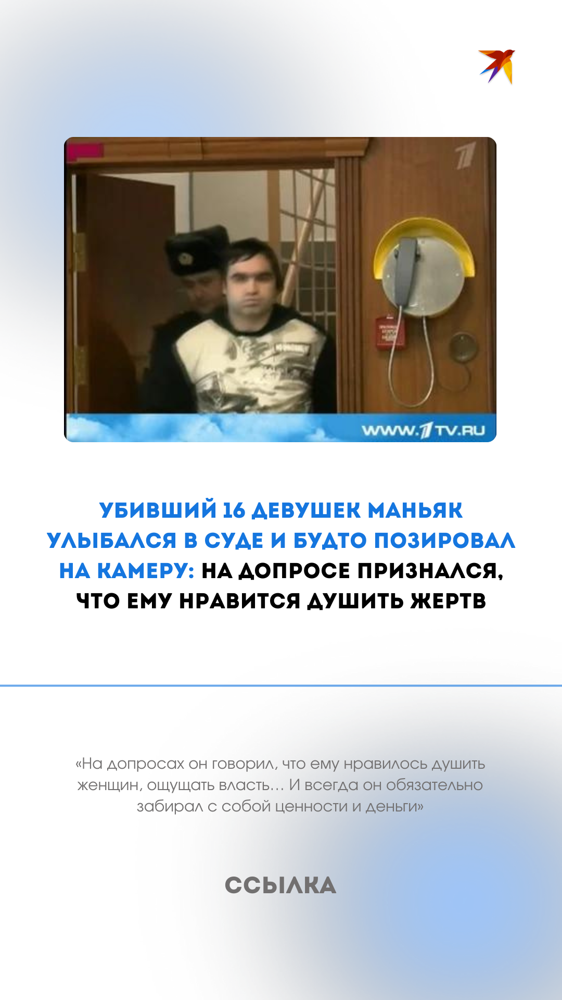 WWW.1TV.RU
УБИВШИЙ 16 ДЕВУШЕК МАНЬЯК
УЛЫБАЛСЯ В СУДЕ И БУДТО ПОЗИРОВАЛ
НА КАМЕРУ: НА ДОПРОСЕ ПРИЗНАЛСЯ,
ЧТО ЕМУ НРАВИТСЯ ДУШИТЬ ЖЕРТВ
«На допросах он говорил, что ему нравилось душить
женщин, ощущать власть... И всегда он обязательно
забирал с собой ценности и деньги»
ССЫЛКА